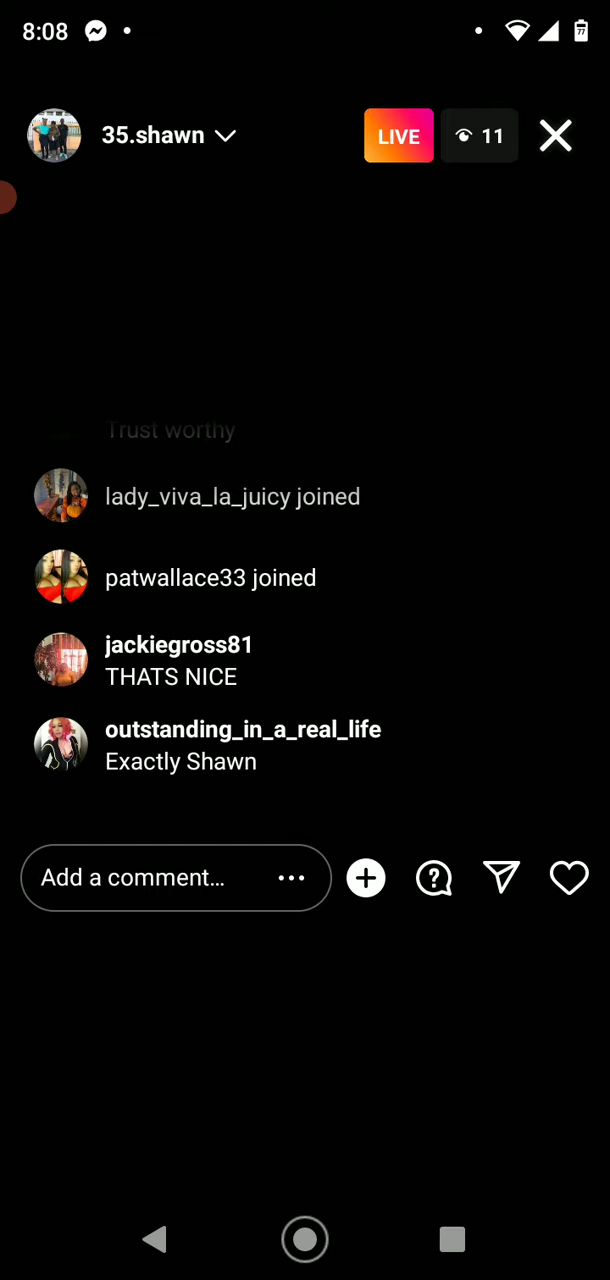 8:08
77
35.shawn
LIVE
11
Trust worthy
lady_viva_la_juicy joined
patwallace33 joined
jackiegross81
THATS NICE
outstanding_in_a_real_life
Exactly Shawn
Add a comment...